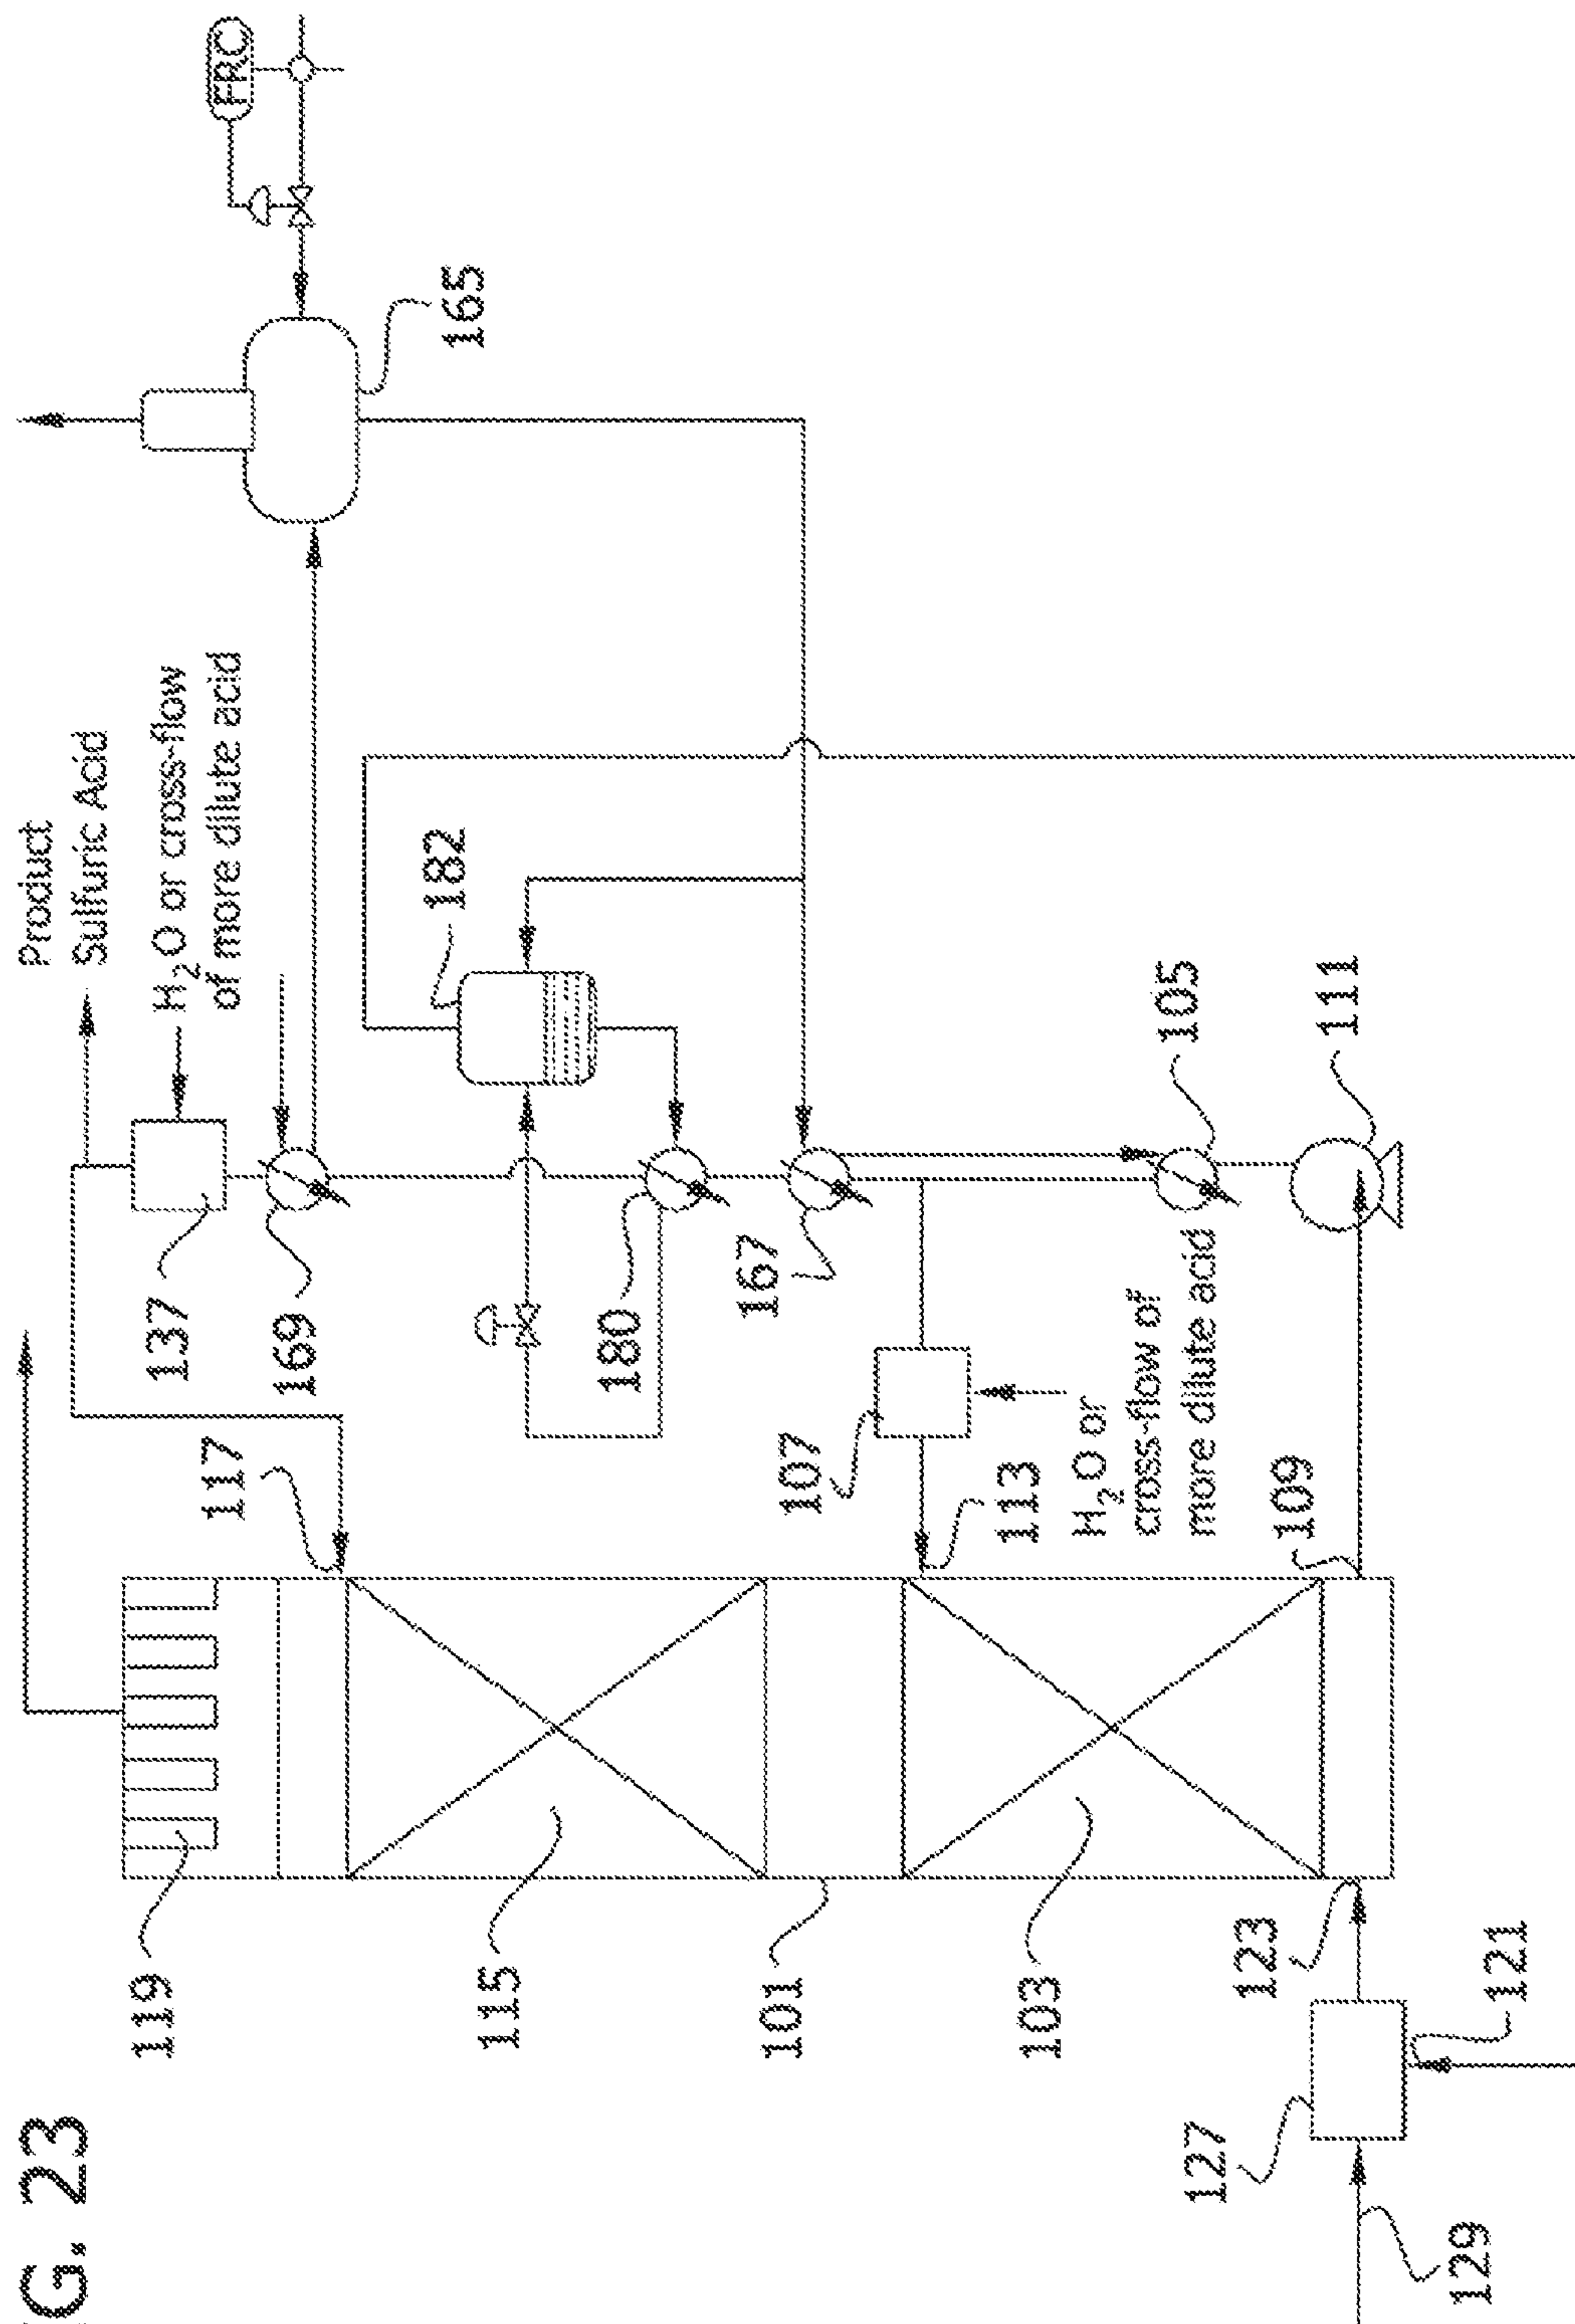 G. 23
FRC
165
Product
Sulfuric Acid
H₂O or cross-flow
of more dilute acid
182
137
169
117
180
167
105
111
107
113
H₂O or
cross-flow of
more dilute acid
109
119
115
101
103
123
121
127
129